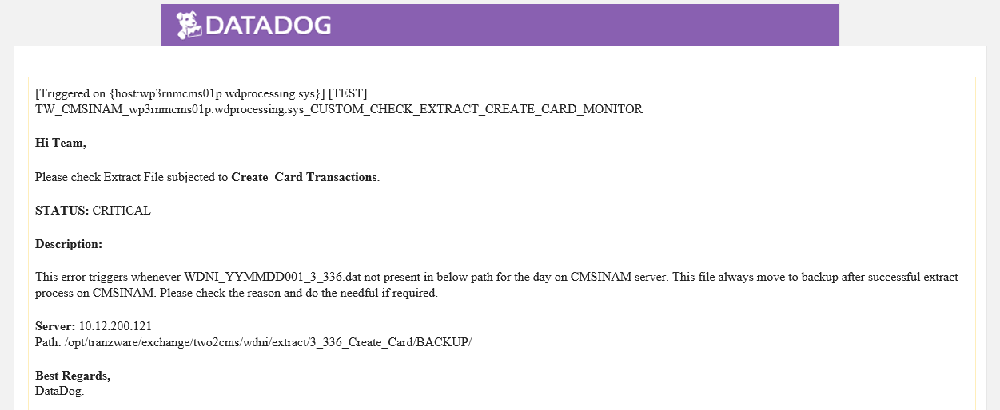 DATADOG
[Triggered on {host:wp3rnmcms01p.wdprocessing.sys}] [TEST]
TW_CMSINAM_wp3rnmcms01p.wdprocessing.sys_CUSTOM_CHECK_EXTRACT_CREATE_CARD_MONITOR
Hi Team,
Please check Extract File subjected to Create_Card Transactions.
STATUS: CRITICAL
Description:
This error triggers whenever WDNI_YYMMDD001_3_336.dat not present in below path for the day on CMSINAM server. This file always move to backup after successful extract
process on CMSINAM. Please check the reason and do the needful if required.
Server: 10.12.200.121
Path: /opt/tranzware/exchange/two2cms/wdni/extract/3_336_Create_Card/BACKUP/
Best Regards,
DataDog.